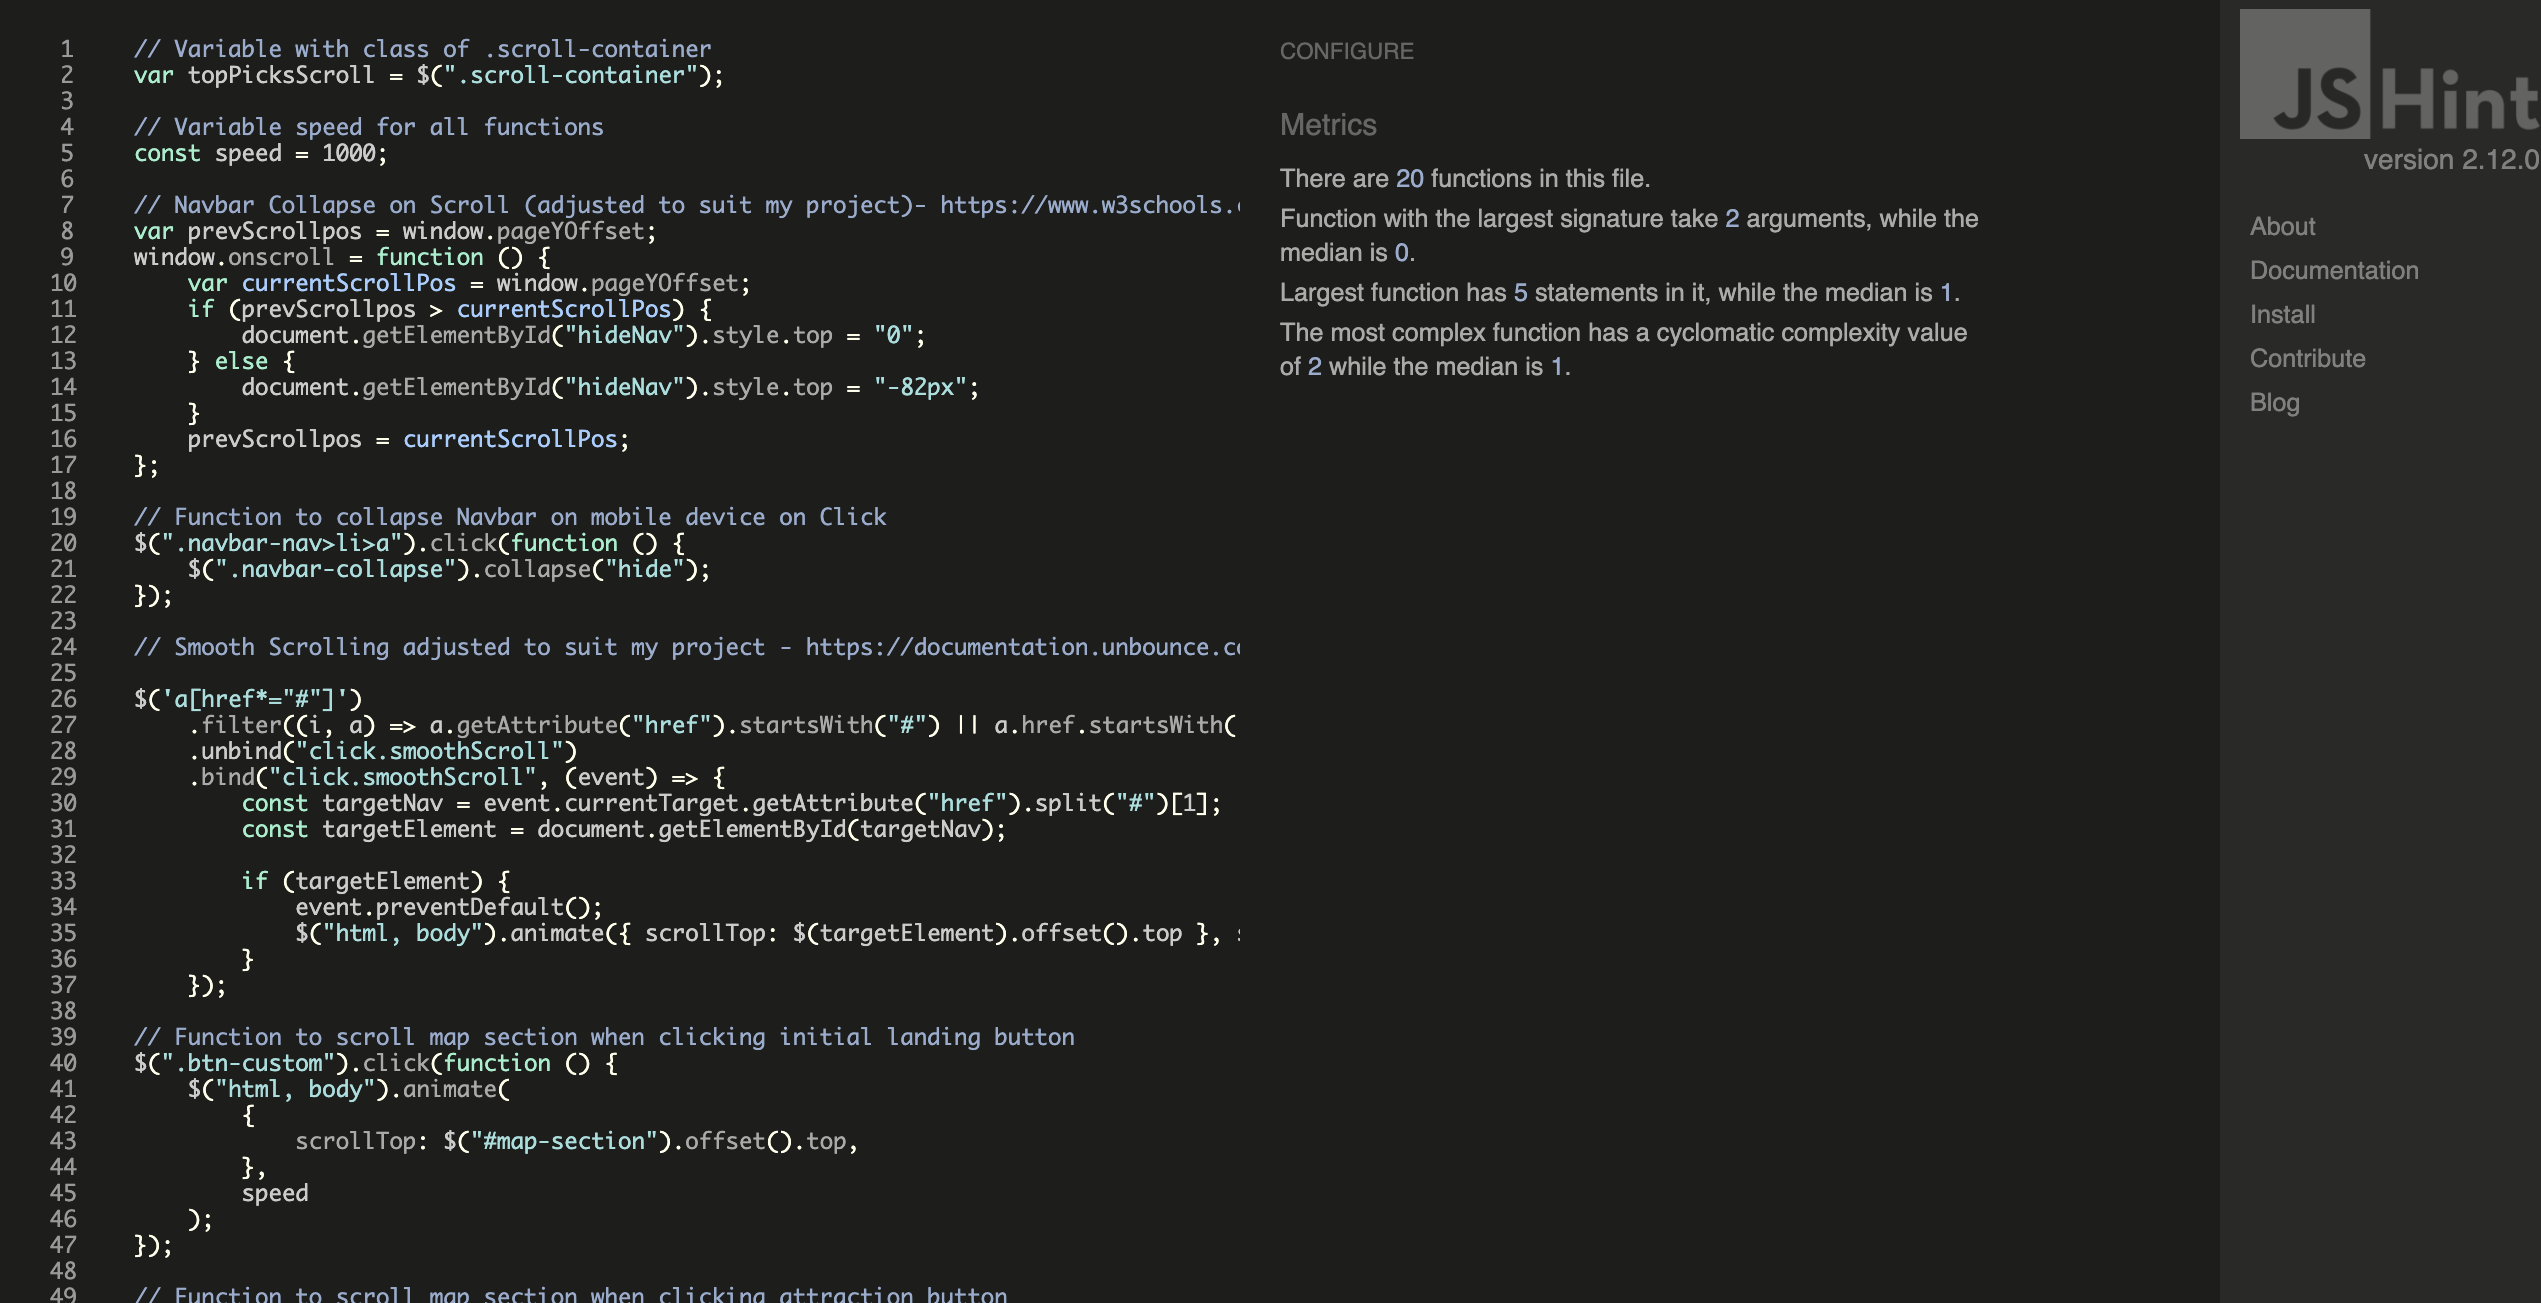 1 // Variable with class of .scroll-container
2 var topPicksScroll = $(".scroll-container");
3
4 // Variable speed for all functions
5 const speed = 1000;
6
7 // Navbar Collapse on Scroll (adjusted to suit my project)- https://www.w3schools.
8 var prevScrollpos = window.pageYOffset;
9 window.onscroll = function () {
10 var currentScrollPos = window.pageYOffset;
11 if (prevScrollpos > currentScrollPos) {
12 document.getElementById("hideNav").style.top = "0";
13 } else {
14 document.getElementById("hideNav").style.top = "-82px";
15 }
16 prevScrollpos = currentScrollPos;
17 };
18
19 // Function to collapse Navbar on mobile device on Click
20 $(".navbar-nav>li>a").click(function () {
21 $(".navbar-collapse").collapse("hide");
22 });
23
24 // Smooth Scrolling adjusted to suit my project - https://documentation.unbounce.c
25
26 $('a[href*="#"]')
27 .filter((i, a) => a.getAttribute("href").startsWith("#") || a.href.startsWith(
28 .unbind("click.smoothScroll")
29 .bind("click.smoothScroll", (event) => {
30 const targetNav = event.currentTarget.getAttribute("href").split("#")[1];
31 const targetElement = document.getElementById(targetNav);
32
33 if (targetElement) {
34 event.preventDefault();
35 $("html, body").animate({ scrollTop: $(targetElement).offset().top },
36 }
37 });
38
39 // Function to scroll map section when clicking initial landing button
40 $(".btn-custom").click(function () {
41 $("html, body").animate(
42 {
43 scrollTop: $("#map-section").offset().top,
44 },
45 speed
46 );
47 });
48
49 // Function to scroll map section when clicking attraction button
CONFIGURE
Metrics
There are 20 functions in this file.
Function with the largest signature take 2 arguments, while the
median is 0.
Largest function has 5 statements in it, while the median is 1.
The most complex function has a cyclomatic complexity value
of 2 while the median is 1.
JSHint
version 2.12.0
About
Documentation
Install
Contribute
Blog